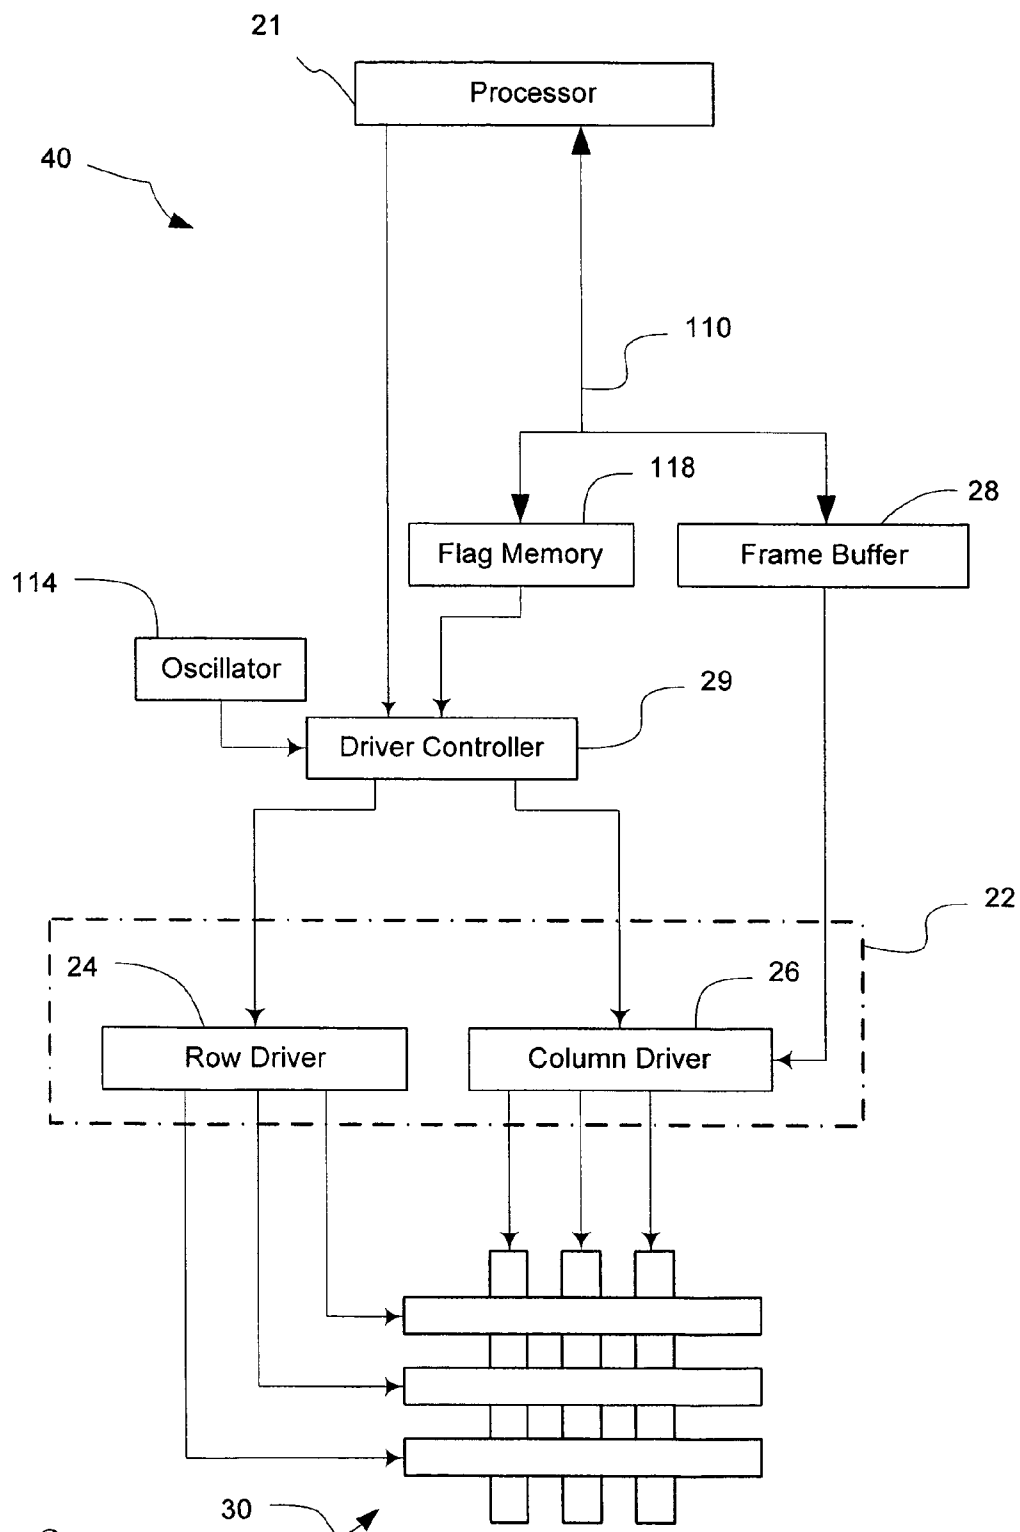 21
Processor
40
110
118
28
Flag Memory
Frame Buffer
114
Oscillator
29
Driver Controller
22
24
26
Row Driver
Column Driver
30